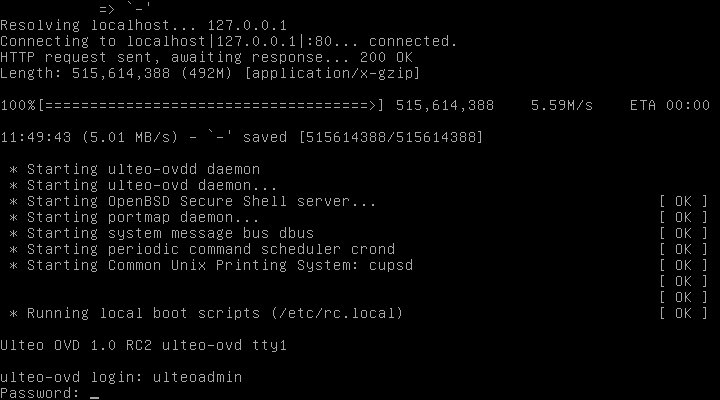 => `-'
Resolving localhost... 127.0.0.1
Connecting to localhost|127.0.0.1|:80... connected.
HTTP request sent, awaiting response... 200 OK
Length: 515,614,388 (492M) [application/x-gzip]
100%[====================================>] 515,614,388    5.59M/s    ETA 00:00
11:49:43 (5.01 MB/s) - `-' saved [515614388/515614388]
* Starting ulteo-ovdd daemon
* Starting ulteo-ovd daemon...
* Starting OpenBSD Secure Shell server... [ OK ]
* Starting portmap daemon... [ OK ]
* Starting system message bus dbus [ OK ]
* Starting periodic command scheduler crond [ OK ]
* Starting Common Unix Printing System: cupsd [ OK ]
[ OK ]
[ OK ]
* Running local boot scripts (/etc/rc.local) [ OK ]
Ulteo OVD 1.0 RC2 ulteo-ovd tty1
ulteo-ovd login: ulteoadmin
Password: _